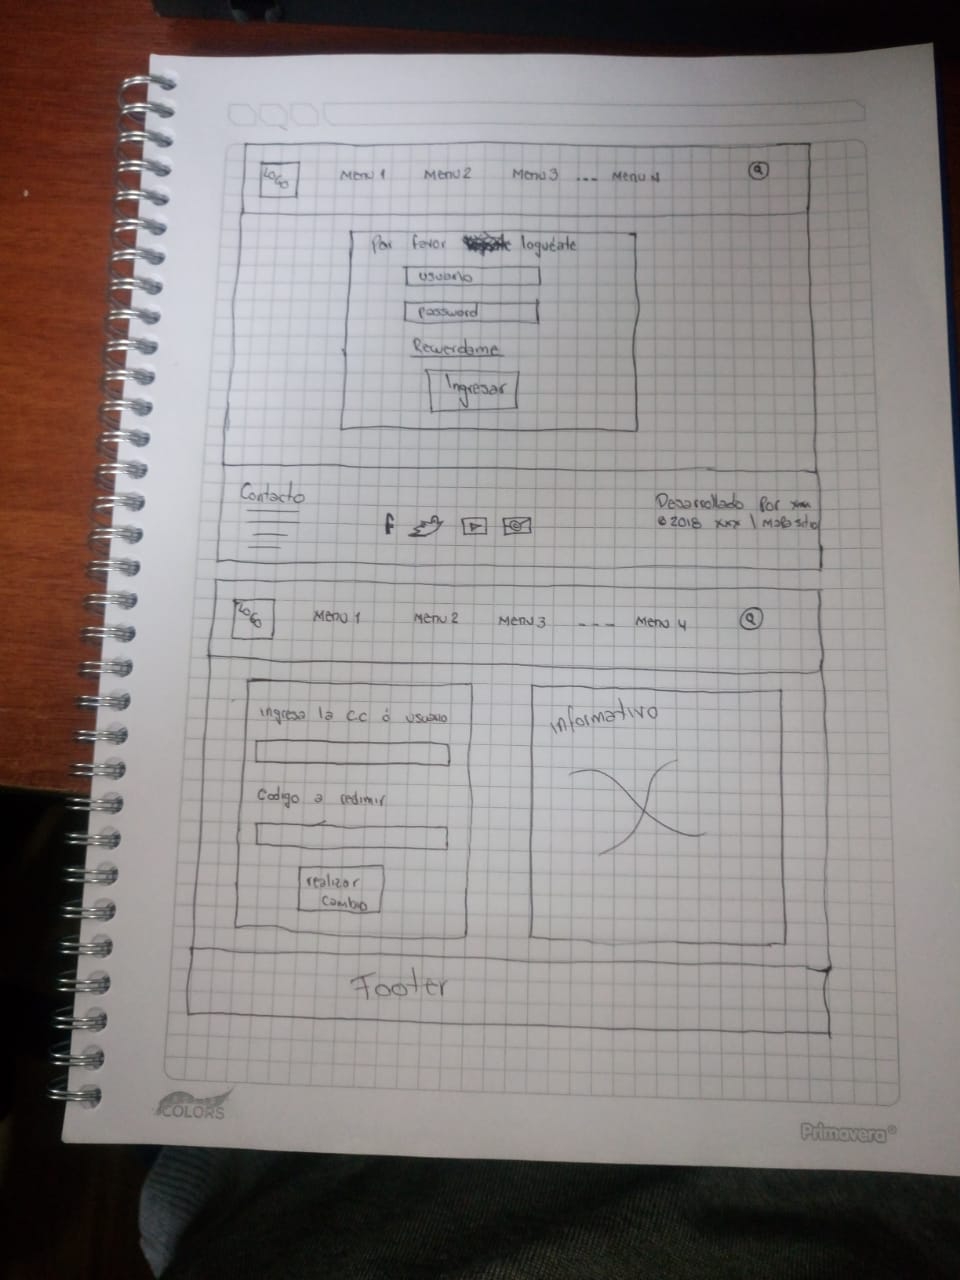 LOGO Menu 1 Menu 2 Menu 3 --- Menu 4
Por favor loguéate
usuario
password
Recuerdame
Ingresar
Contacto
f
Desarrollado Por xxx
© 2018 xxx | Mapa sitio
LOGO Menu 1 Menu 2 Menu 3 --- Menu 4
ingresa la CC ó usuario
Codigo a redimir
realizar
cambio
informativo
Footer
COLORS
Primavera®